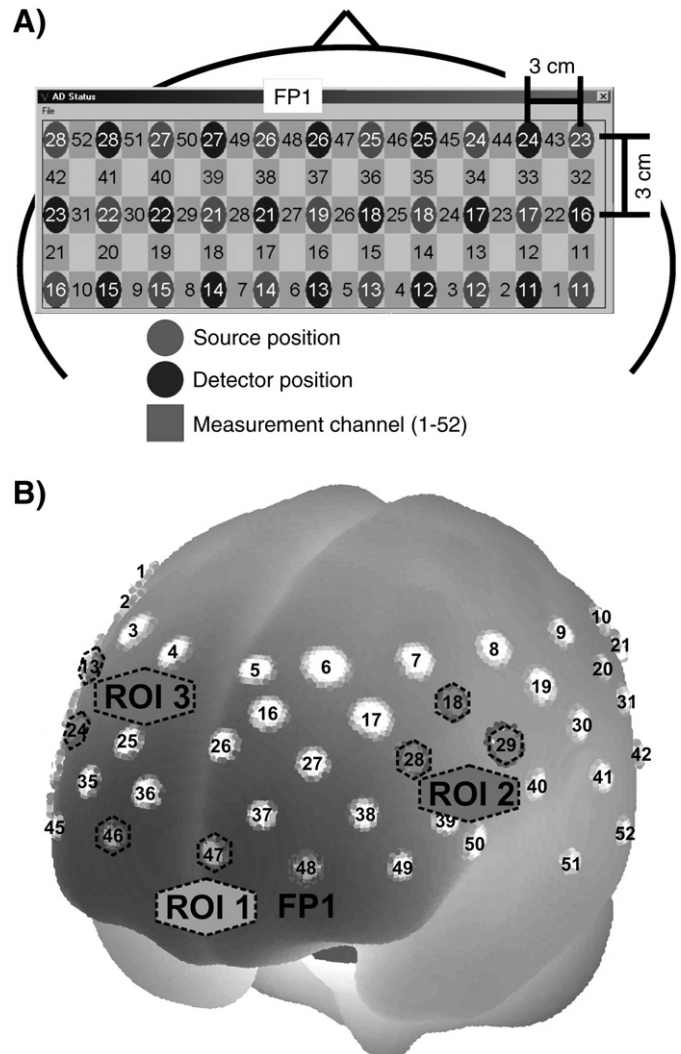 A)
3 cm
FP1
AD Status
File
28 52 28 51 27 50 27 49 26 48 26 47 25 46 25 45 24 44 24 43 23
42 41 40 39 38 37 36 35 34 33 32
3 cm
23 31 22 30 22 29 21 28 21 27 19 26 18 25 18 24 17 23 17 22 16
21 20 19 18 17 16 15 14 13 12 11
16 10 15 9 15 8 14 7 14 6 13 5 13 4 12 3 12 2 11 1 11
Source position
Detector position
Measurement channel (1-52)
B)
1
2 10
3 4 5 6 7 8 9 21
13 20
ROI 3 16 17 18 19 31
24 25 26 27 28 29 30 42
35 36 ROI 2 40 41
45 46 37 38 39 50 52
47 48 49 51
ROI 1 FP1